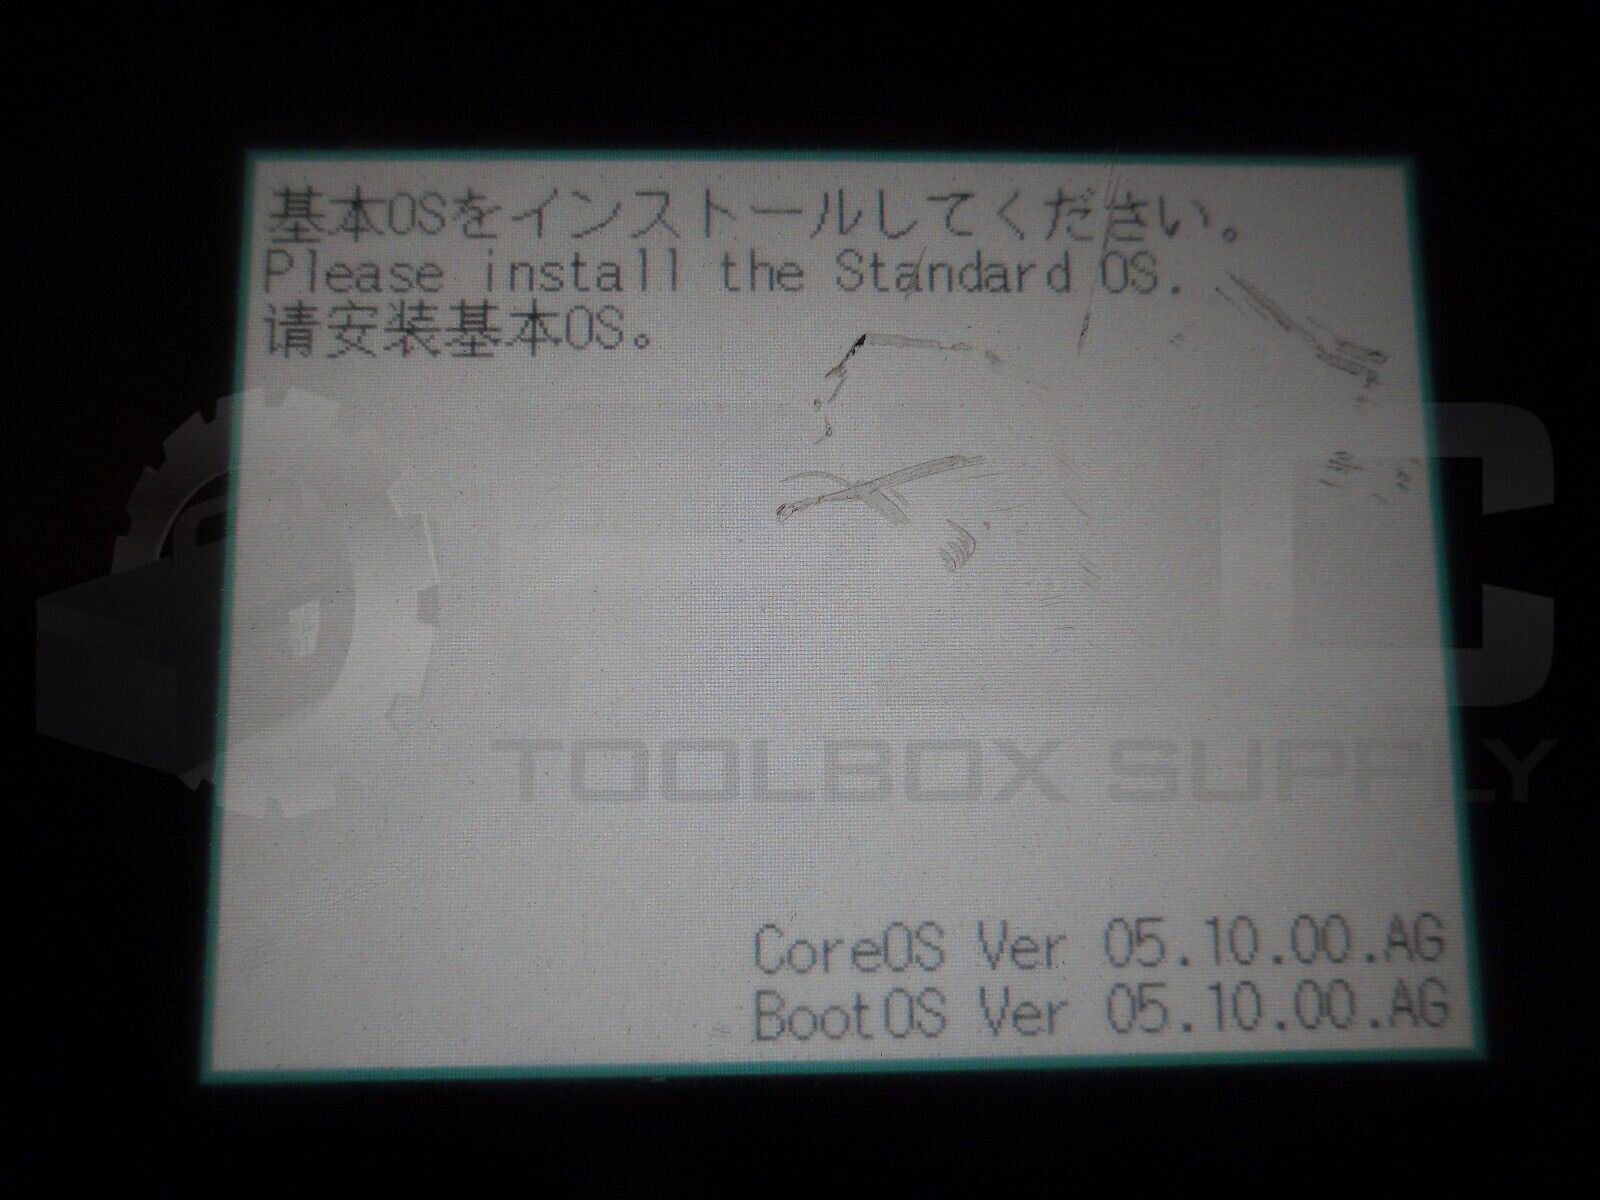 基本OSをインストールしてください。
Please install the Standard OS.
请安装基本OS。
TOOLBOX SUPPLY
CoreOS Ver 05.10.00.AG
BootOS Ver 05.10.00.AG